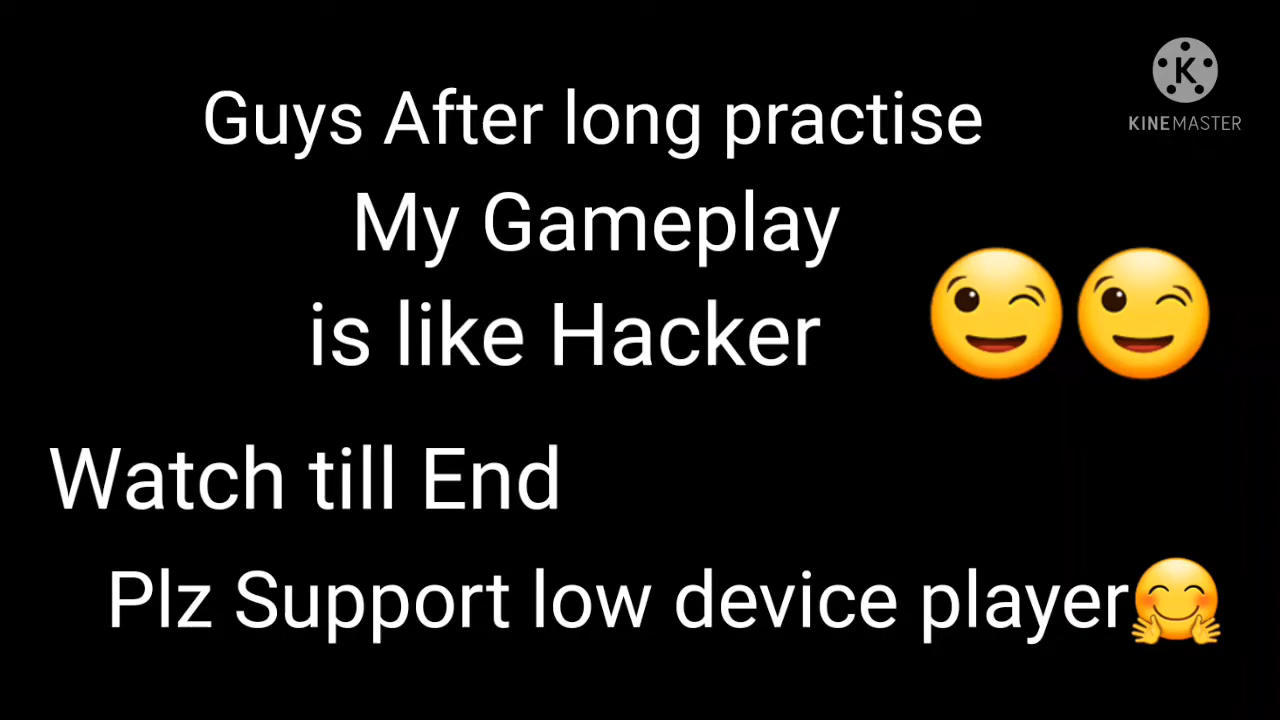 KINEMASTER
Guys After long practise
My Gameplay
is like Hacker
Watch till End
Plz Support low device player